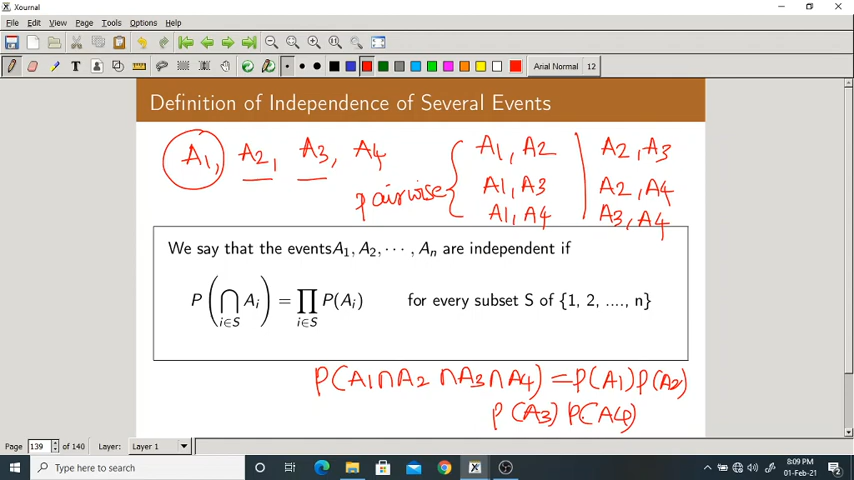 Xournal
File Edit View Page Tools Options Help
Arial Normal 12
Definition of Independence of Several Events
A1, A2, A3, A4
pairwise
A1, A2
A1, A3
A1, A4
A2, A3
A2, A4
A3, A4
We say that the events A₁, A₂, ⋯ , Aₙ are independent if
P(⋂ i∈S Aᵢ) = ∏ i∈S P(Aᵢ) for every subset S of {1, 2, ...., n}
P(A1∩A2∩A3∩A4) = P(A1)P(A2)
P(A3)P(A4)
Page 139 of 140 Layer: Layer 1
Type here to search
8:09 PM
01-Feb-21
2